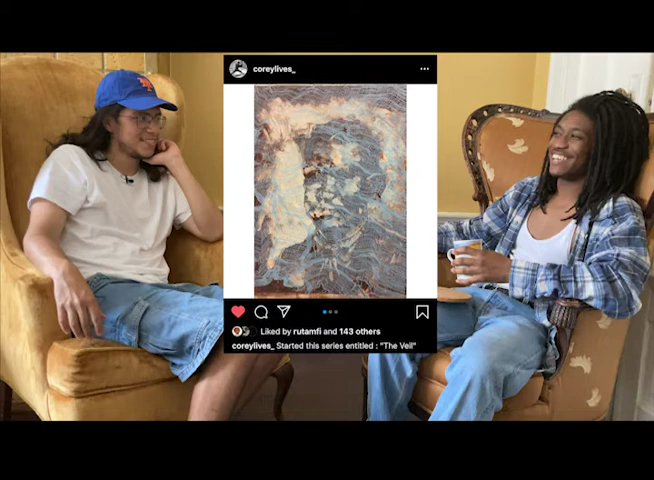 coreylives_
Liked by rutamfi and 143 others
coreylives_ Started this series entitled : "The Veil"